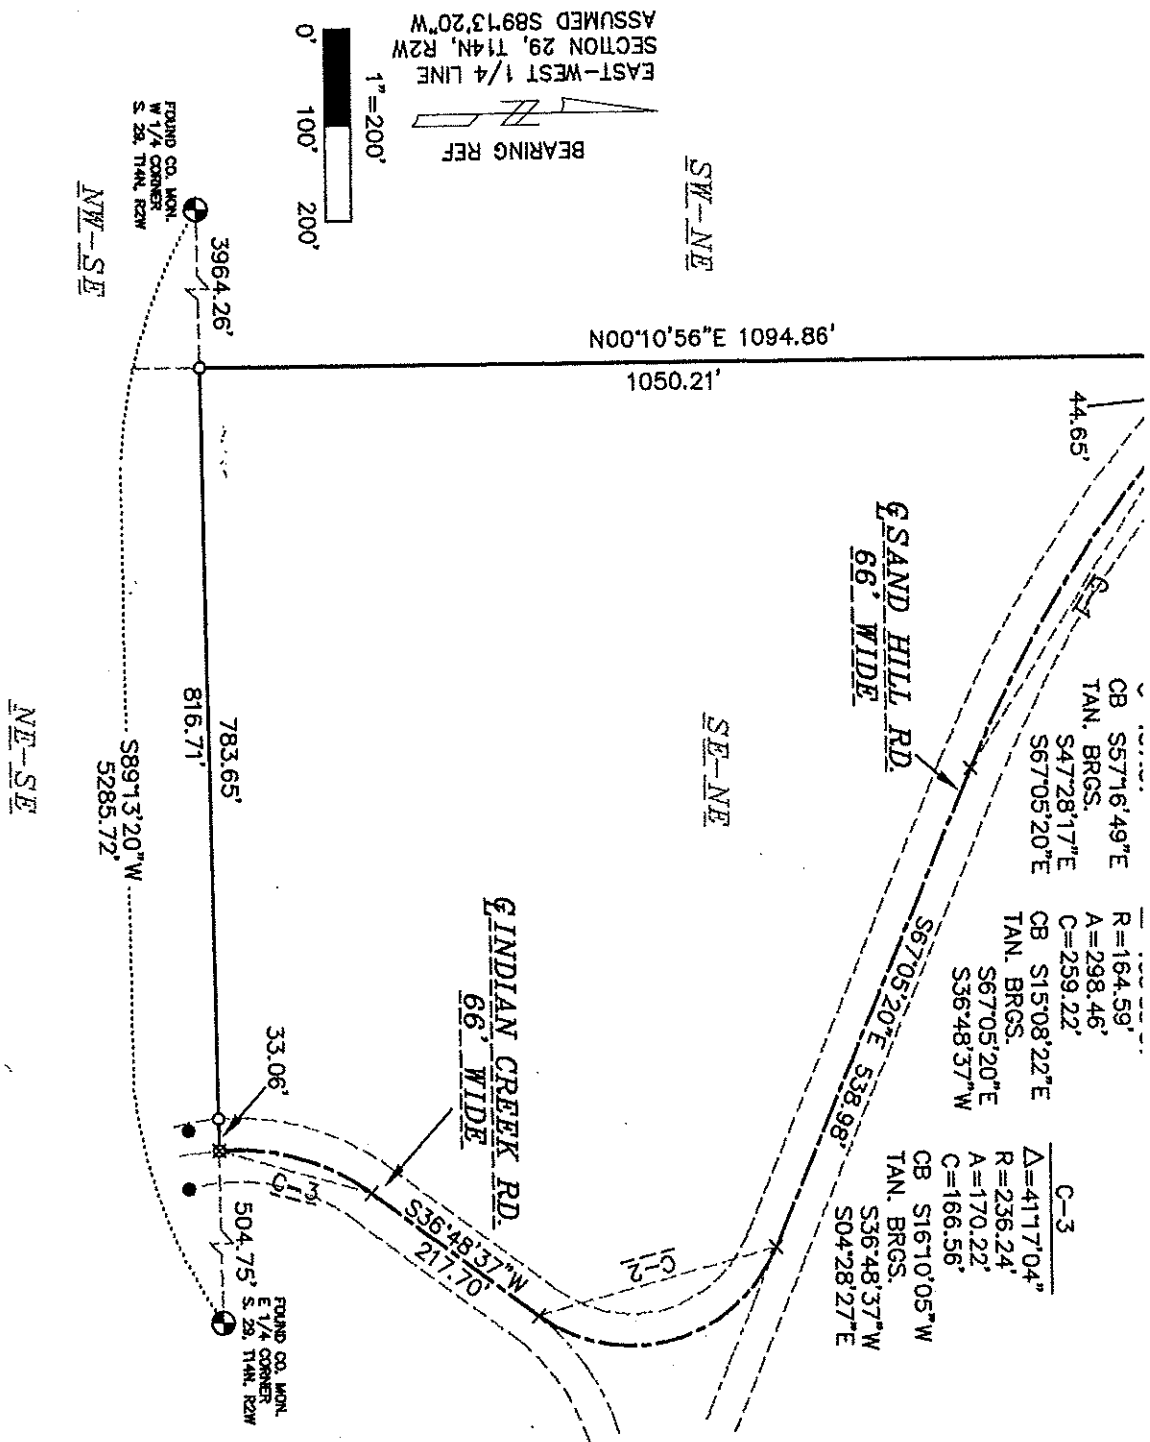 BEARING REF
EAST-WEST 1/4 LINE
SECTION 29, T14N, R2W
ASSUMED S89°13'20"W
1"=200'
0' 100' 200'
FOUND CO. MON.
W 1/4 CORNER
S. 29, T14N, R2W
3964.26'
NW-SE
SW-NE
N00°10'56"E 1094.86'
1050.21'
44.65'
C-1
₵ SAND HILL RD.
66' WIDE
SE-NE
CB S57°16'49"E
TAN. BRGS.
S47°28'17"E
S67°05'20"E
R=164.59'
A=298.46'
C=259.22'
CB S15°08'22"E
TAN. BRGS.
S67°05'20"E
S36°48'37"W
C-3
Δ=41°17'04"
R=236.24'
A=170.22'
C=166.56'
CB S16°10'05"W
TAN. BRGS.
S36°48'37"W
S04°28'27"E
S67°05'20"E 538.98'
C-2
₵ INDIAN CREEK RD.
66' WIDE
S36°48'37"W
217.70'
C-3
33.06'
783.65'
816.71'
S89°13'20"W
5285.72'
NE-SE
504.75'
FOUND CO. MON.
E 1/4 CORNER
S. 29, T14N, R2W